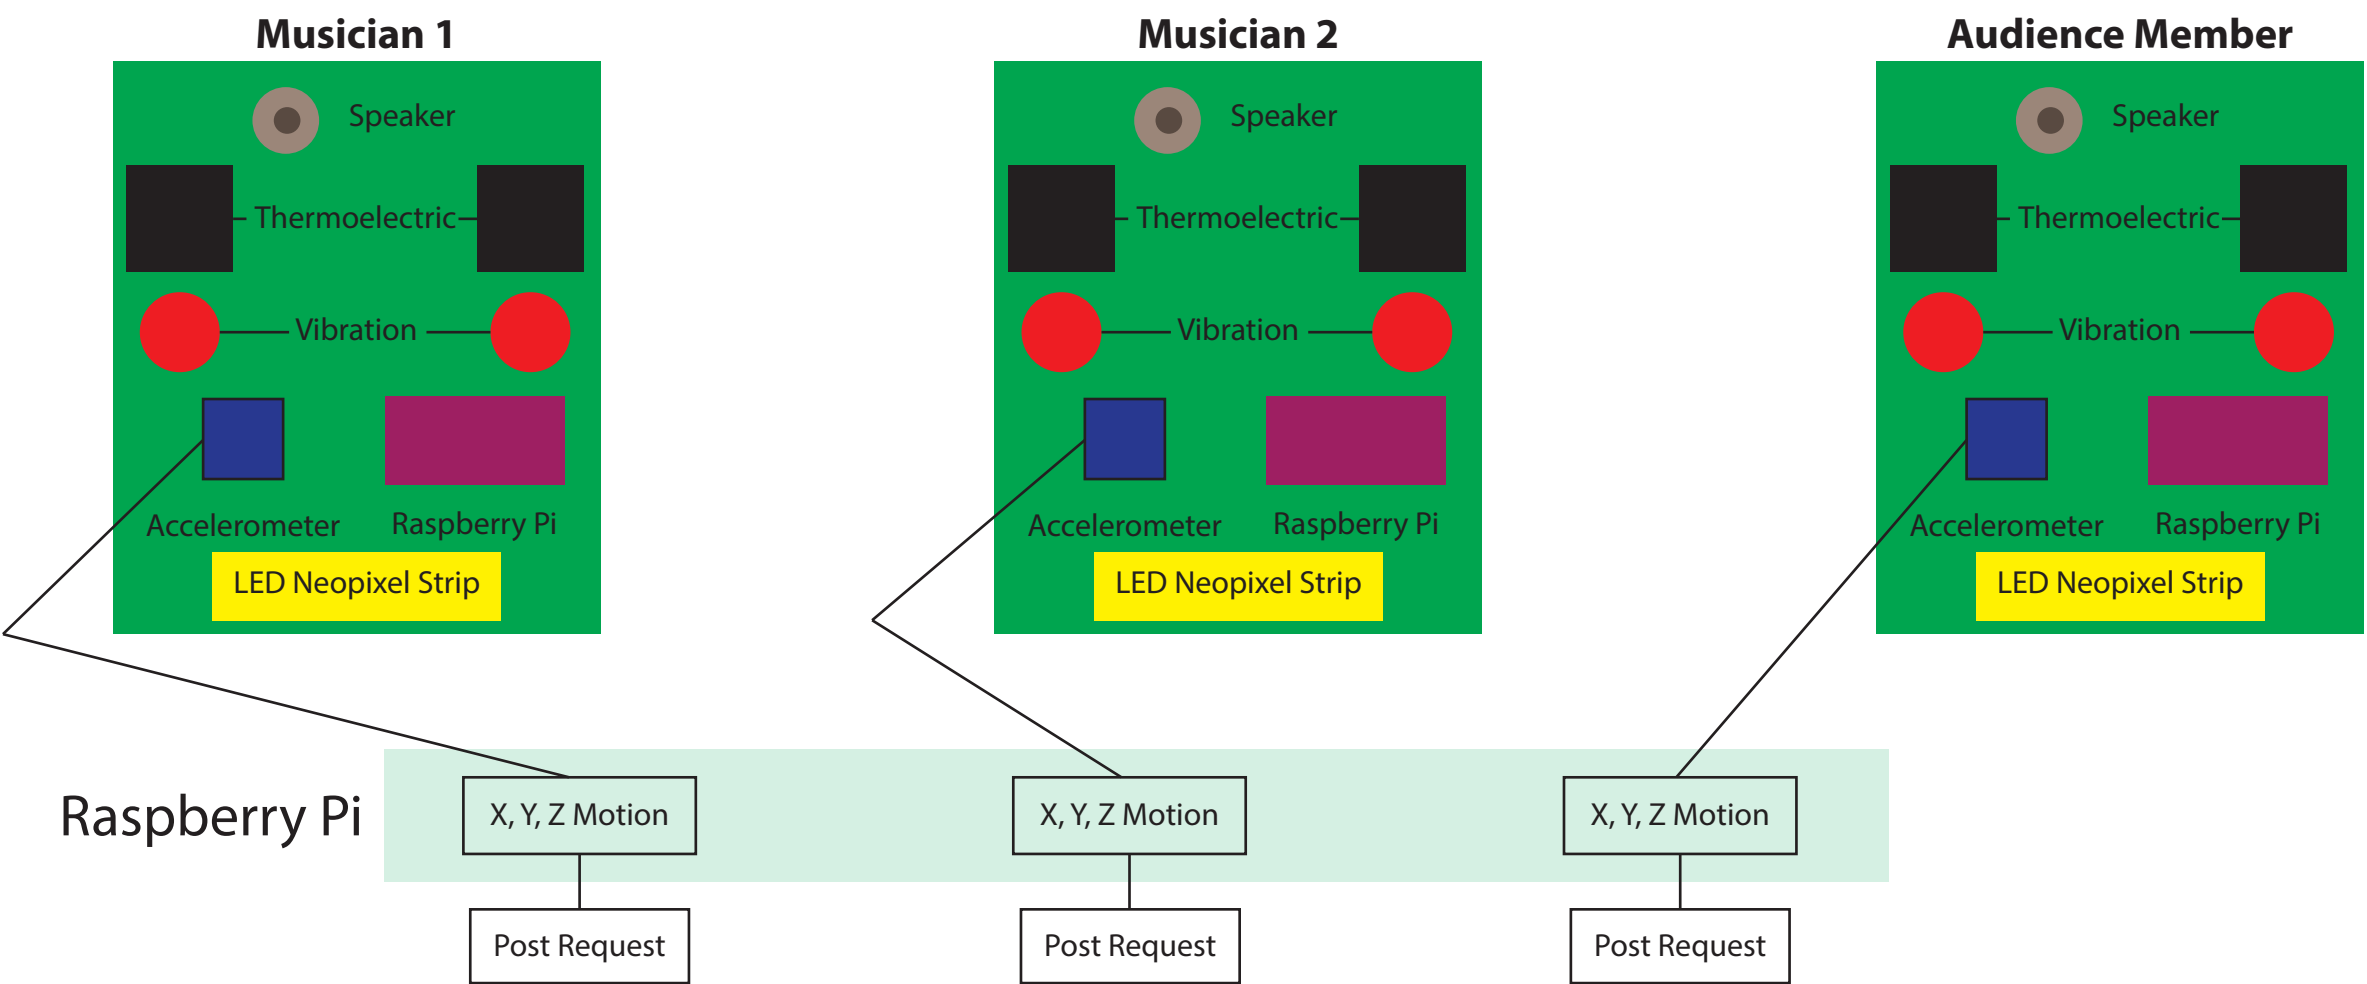 Musician 1
Speaker
Thermoelectric
Vibration
Accelerometer
Raspberry Pi
LED Neopixel Strip
Musician 2
Speaker
Thermoelectric
Vibration
Accelerometer
Raspberry Pi
LED Neopixel Strip
Audience Member
Speaker
Thermoelectric
Vibration
Accelerometer
Raspberry Pi
LED Neopixel Strip
Raspberry Pi
X, Y, Z Motion
X, Y, Z Motion
X, Y, Z Motion
Post Request
Post Request
Post Request